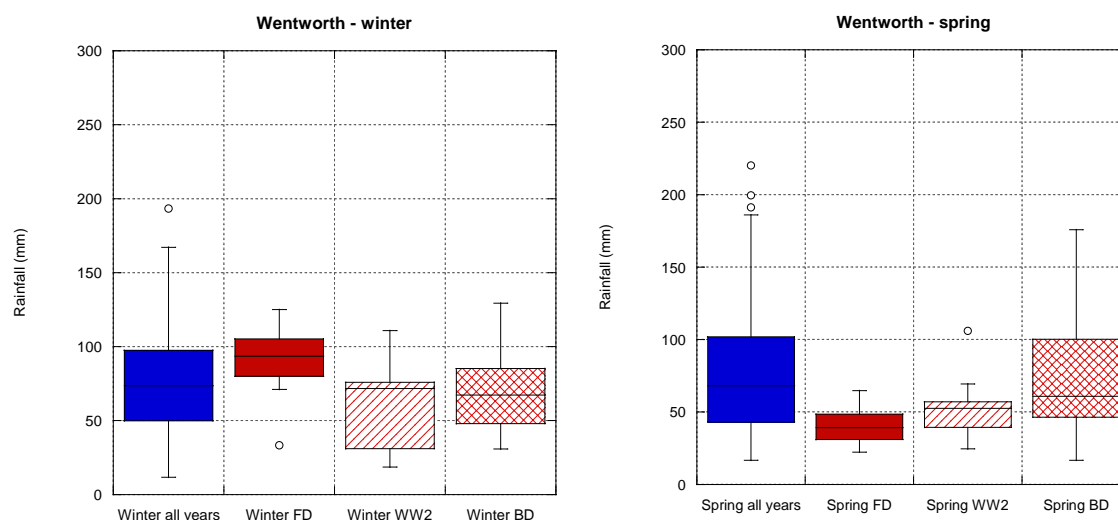 Wentworth - winter
300
250
200
150
100
50
0
Rainfall (mm)
Winter all years Winter FD Winter WW2 Winter BD
Wentworth - spring
300
250
200
150
100
50
0
Rainfall (mm)
Spring all years Spring FD Spring WW2 Spring BD